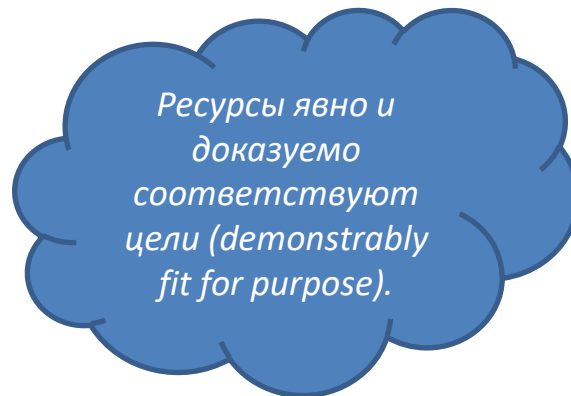 Ресурсы явно и
доказуемо
соответствуют
цели (demonstrably
fit for purpose).